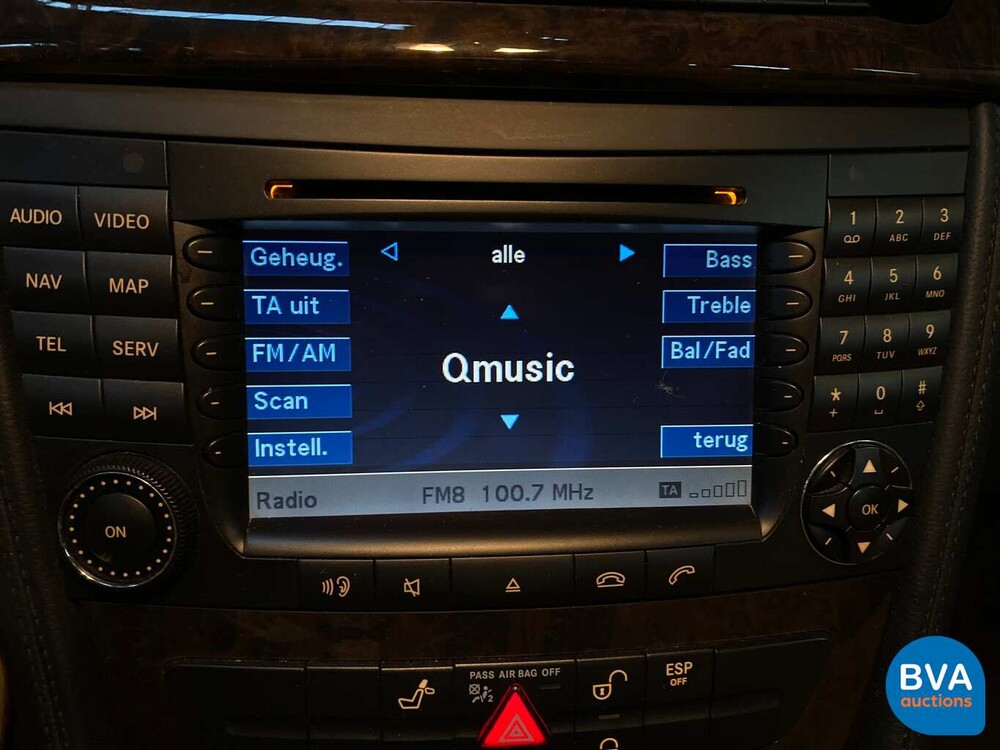 AUDIO VIDEO
NAV MAP
TEL SERV
ON
Geheug. alle Bass
TA uit Treble
FM/AM Qmusic Bal/Fad
Scan
Instell. terug
Radio FM8 100.7 MHz TA
1 2 ABC 3 DEF
4 GHI 5 JKL 6 MNO
7 PQRS 8 TUV 9 WXYZ
* + 0 #
OK
PASS AIR BAG OFF
2
ESP
OFF
BVA
auctions